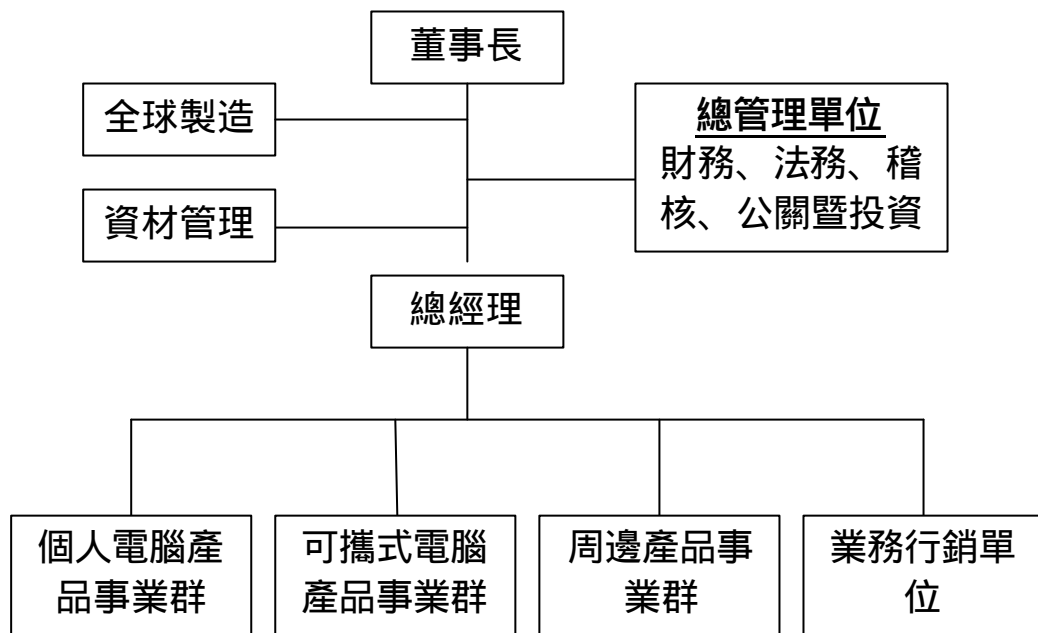 董事長
全球製造
總管理單位
財務、法務、稽
核、公關暨投資
資材管理
總經理
個人電腦產
品事業群
可攜式電腦
產品事業群
周邊產品事
業群
業務行銷單
位